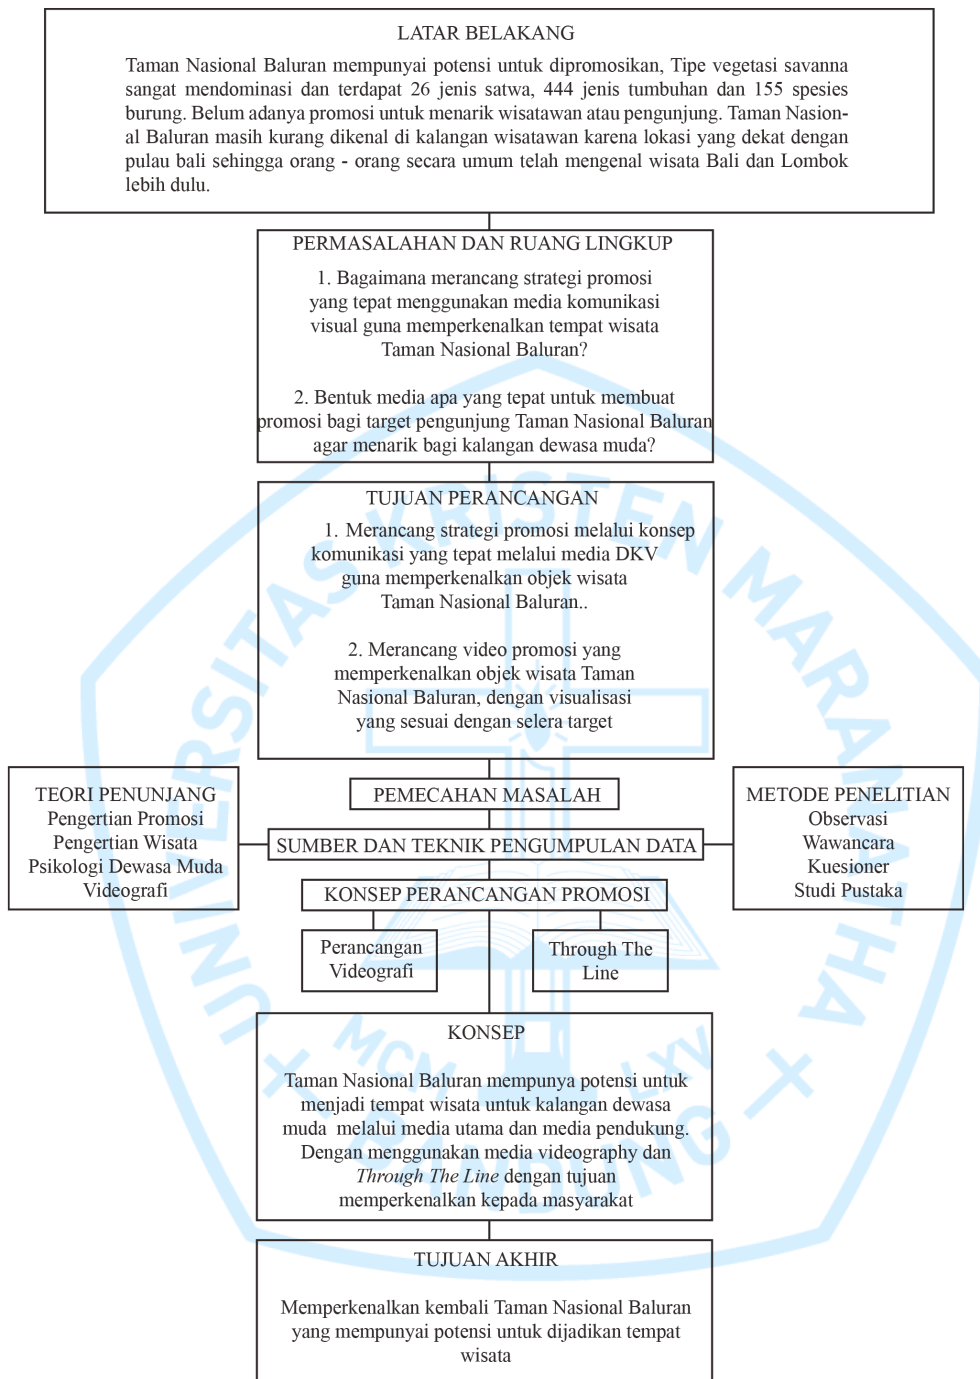 LATAR BELAKANG
Taman Nasional Baluran mempunyai potensi untuk dipromosikan, Tipe vegetasi savanna
sangat mendominasi dan terdapat 26 jenis satwa, 444 jenis tumbuhan dan 155 spesies
burung. Belum adanya promosi untuk menarik wisatawan atau pengunjung. Taman Nasion-
al Baluran masih kurang dikenal di kalangan wisatawan karena lokasi yang dekat dengan
pulau bali sehingga orang - orang secara umum telah mengenal wisata Bali dan Lombok
lebih dulu.
PERMASALAHAN DAN RUANG LINGKUP
1. Bagaimana merancang strategi promosi
yang tepat menggunakan media komunikasi
visual guna memperkenalkan tempat wisata
Taman Nasional Baluran?
2. Bentuk media apa yang tepat untuk membuat
promosi bagi target pengunjung Taman Nasional Baluran
agar menarik bagi kalangan dewasa muda?
TUJUAN PERANCANGAN
1. Merancang strategi promosi melalui konsep
komunikasi yang tepat melalui media DKV
guna memperkenalkan objek wisata
Taman Nasional Baluran..
2. Merancang video promosi yang
memperkenalkan objek wisata Taman
Nasional Baluran, dengan visualisasi
yang sesuai dengan selera target
PEMECAHAN MASALAH
TEORI PENUNJANG
Pengertian Promosi
Pengertian Wisata
Psikologi Dewasa Muda
Videografi
SUMBER DAN TEKNIK PENGUMPULAN DATA
METODE PENELITIAN
Observasi
Wawancara
Kuesioner
Studi Pustaka
KONSEP PERANCANGAN PROMOSI
Perancangan
Videografi
Through The
Line
KONSEP
Taman Nasional Baluran mempunya potensi untuk
menjadi tempat wisata untuk kalangan dewasa
muda melalui media utama dan media pendukung.
Dengan menggunakan media videography dan
Through The Line dengan tujuan
memperkenalkan kepada masyarakat
TUJUAN AKHIR
Memperkenalkan kembali Taman Nasional Baluran
yang mempunyai potensi untuk dijadikan tempat
wisata
UNIVERSITAS KRISTEN MARANATHA
MCM LXV
BANDUNG